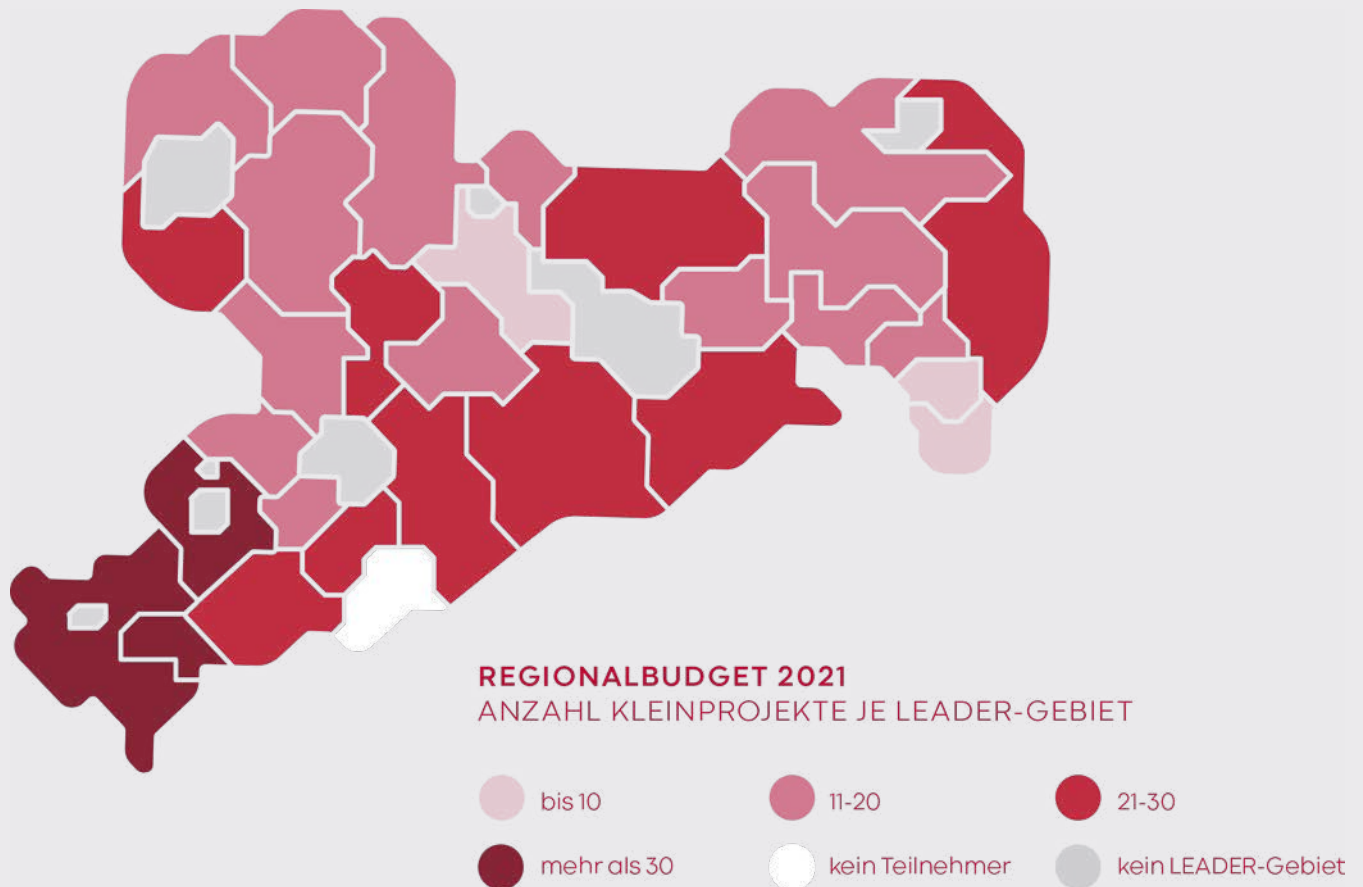 REGIONALBUDGET 2021
ANZAHL KLEINPROJEKTE JE LEADER-GEBIET
bis 10
11-20
21-30
mehr als 30
kein Teilnehmer
kein LEADER-Gebiet